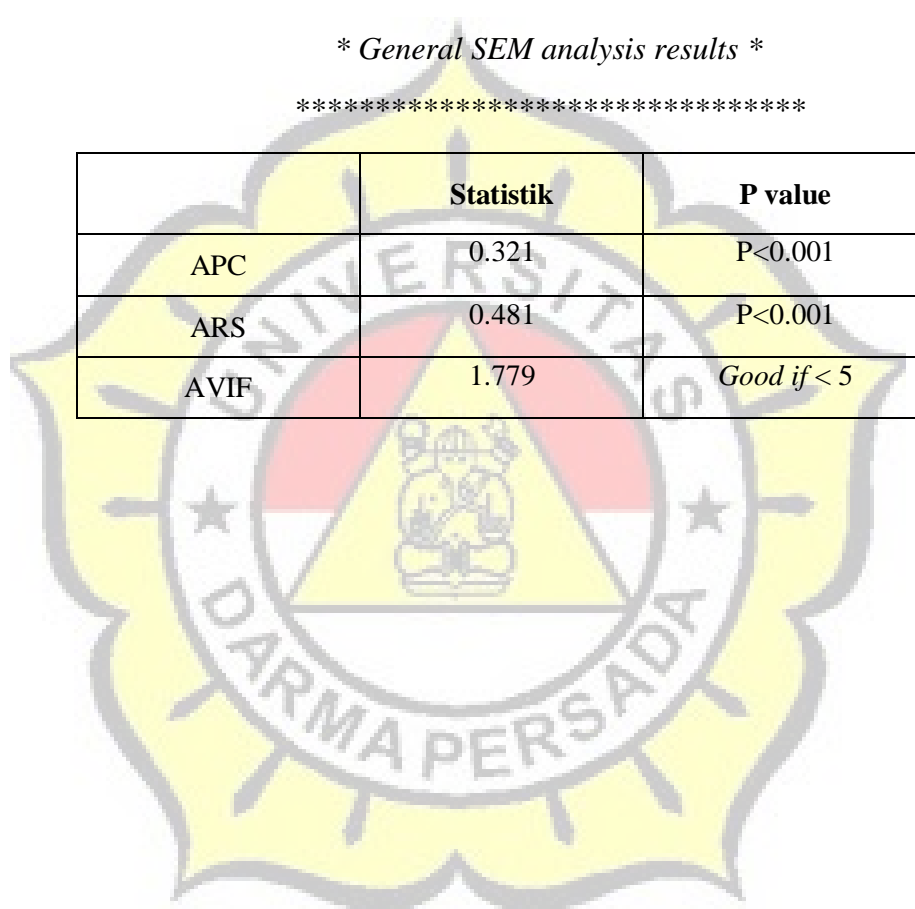 * General SEM analysis results *
********************************
Statistik P value
APC 0.321 P<0.001
ARS 0.481 P<0.001
AVIF 1.779 Good if < 5
UNIVERSITAS
DARMA PERSADA